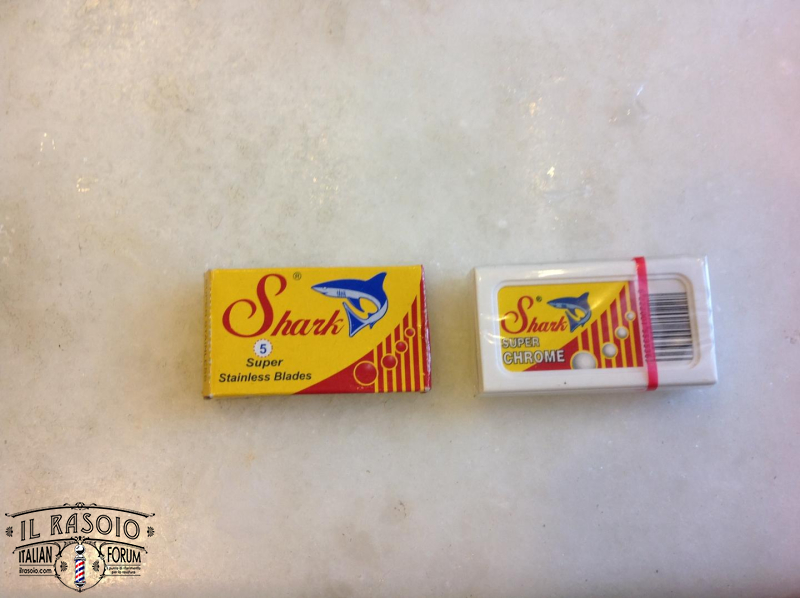 Shark ®
5
Super
Stainless Blades
Shark
SUPER
CHROME
IL RASOIO
ITALIAN FORUM
ilrasoio.com